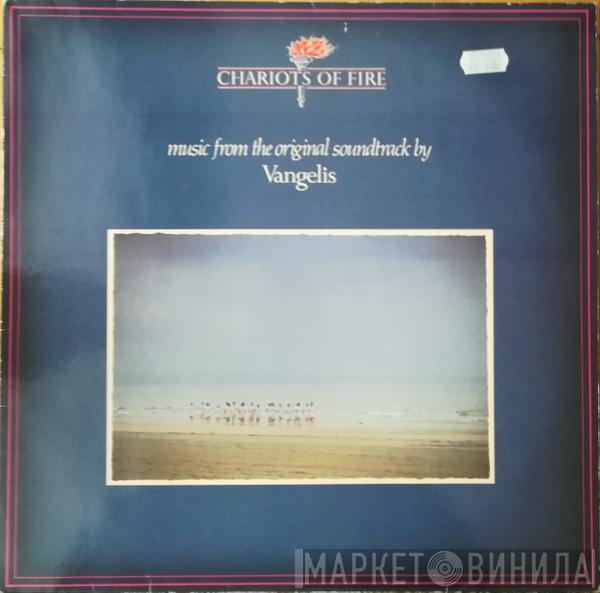 CHARIOTS OF FIRE
music from the original soundtrack by
Vangelis
МАРКЕТ ВИНИЛА